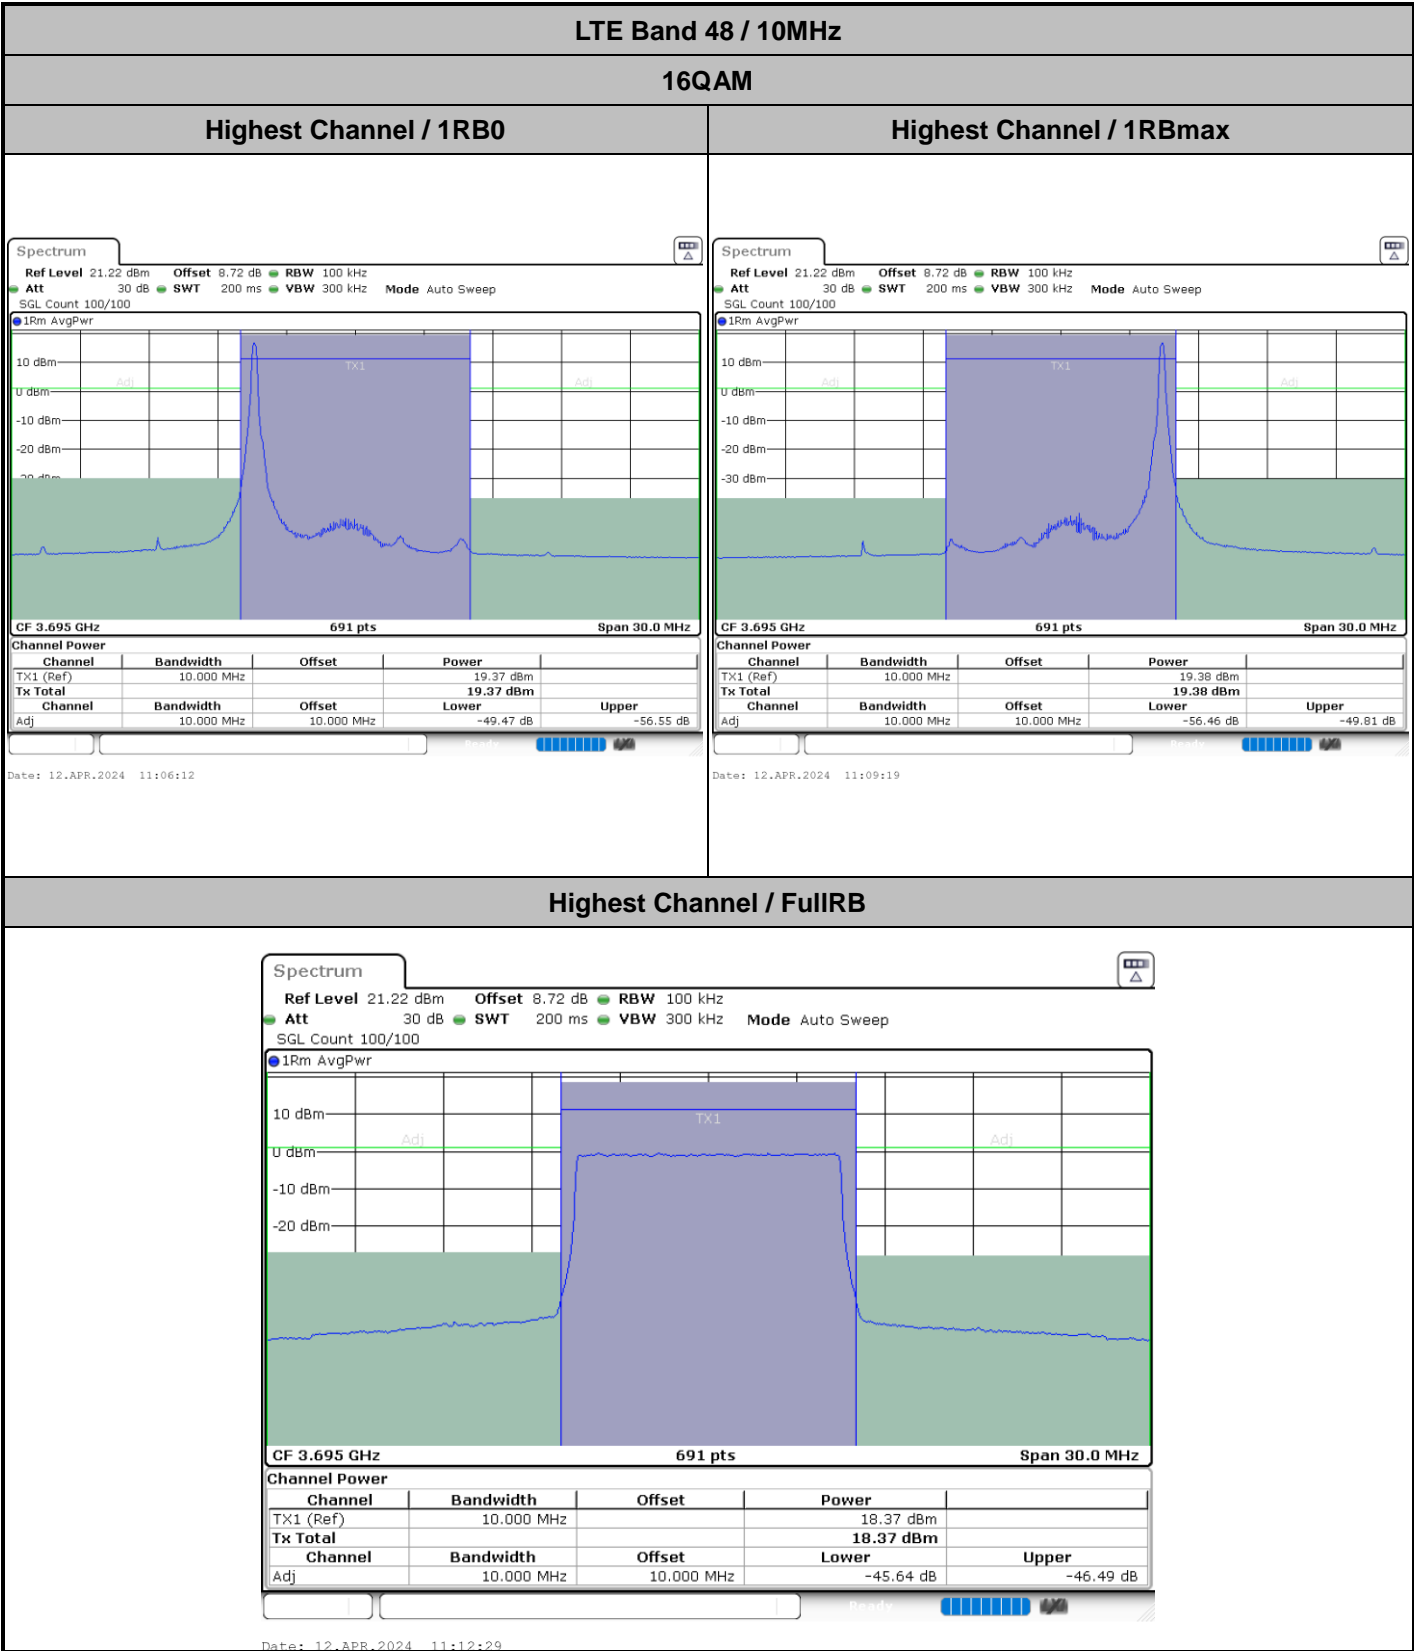 LTE Band 48 / 10MHz
16QAM
Highest Channel / 1RB0
Spectrum
Ref Level 21.22 dBm Offset 8.72 dB RBW 100 kHz
Att 30 dB SWT 200 ms VBW 300 kHz Mode Auto Sweep
SGL Count 100/100
1Rm AvgPwr
10 dBm
TX1
Adj Adj
0 dBm
-10 dBm
-20 dBm
-30 dBm
CF 3.695 GHz 691 pts Span 30.0 MHz
Channel Power
Channel Bandwidth Offset Power
TX1 (Ref) 10.000 MHz 19.37 dBm
Tx Total 19.37 dBm
Channel Bandwidth Offset Lower Upper
Adj 10.000 MHz 10.000 MHz -49.47 dB -56.55 dB
Ready
Date: 12.APR.2024 11:06:12
Highest Channel / 1RBmax
Spectrum
Ref Level 21.22 dBm Offset 8.72 dB RBW 100 kHz
Att 30 dB SWT 200 ms VBW 300 kHz Mode Auto Sweep
SGL Count 100/100
1Rm AvgPwr
10 dBm
TX1
Adj Adj
0 dBm
-10 dBm
-20 dBm
-30 dBm
CF 3.695 GHz 691 pts Span 30.0 MHz
Channel Power
Channel Bandwidth Offset Power
TX1 (Ref) 10.000 MHz 19.38 dBm
Tx Total 19.38 dBm
Channel Bandwidth Offset Lower Upper
Adj 10.000 MHz 10.000 MHz -56.46 dB -49.81 dB
Ready
Date: 12.APR.2024 11:09:19
Highest Channel / FullRB
Spectrum
Ref Level 21.22 dBm Offset 8.72 dB RBW 100 kHz
Att 30 dB SWT 200 ms VBW 300 kHz Mode Auto Sweep
SGL Count 100/100
1Rm AvgPwr
10 dBm
TX1
Adj Adj
0 dBm
-10 dBm
-20 dBm
CF 3.695 GHz 691 pts Span 30.0 MHz
Channel Power
Channel Bandwidth Offset Power
TX1 (Ref) 10.000 MHz 18.37 dBm
Tx Total 18.37 dBm
Channel Bandwidth Offset Lower Upper
Adj 10.000 MHz 10.000 MHz -45.64 dB -46.49 dB
Ready
Date: 12.APR.2024 11:12:29